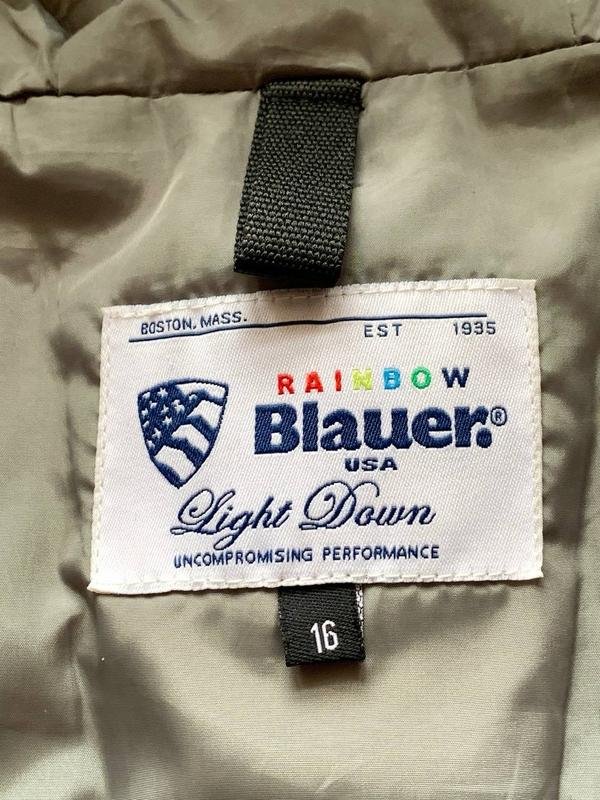 BOSTON, MASS.
EST 1935
RAINBOW
Blauer.®
USA
Light Down
UNCOMPROMISING PERFORMANCE
16